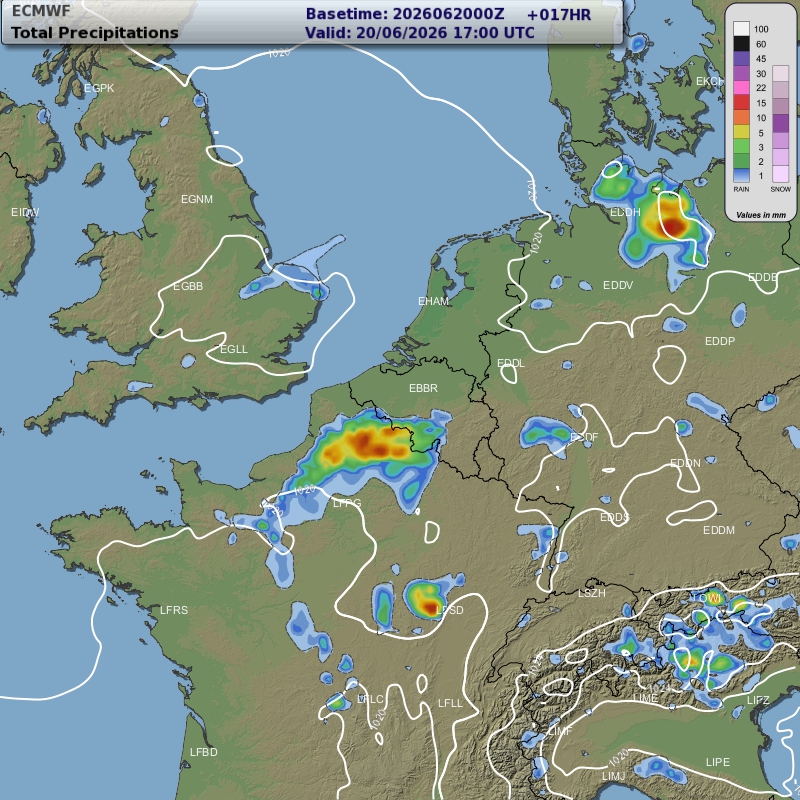 ECMWF
Basetime: 2026062000Z +017HR
Total Precipitations
Valid: 20/06/2026 17:00 UTC
100
60
45
30
22
15
10
5
3
2
1
RAIN SNOW
Values in mm
1020
EGPK
EKCH
EIDW
EGNM
1020
EDDH
1020
EGBB
EHAM
EDDV
EDDB
EGLL
EDDP
EDDL
EBBR
EDDF
EDDN
1020
LFPG
EDDS
EDDM
LFRS
LFSD
LSZH
LOWI
LFLC
LFLL
LIME
LIPZ
1020
LIMF
LFBD
1020
LIPE
LIMJ